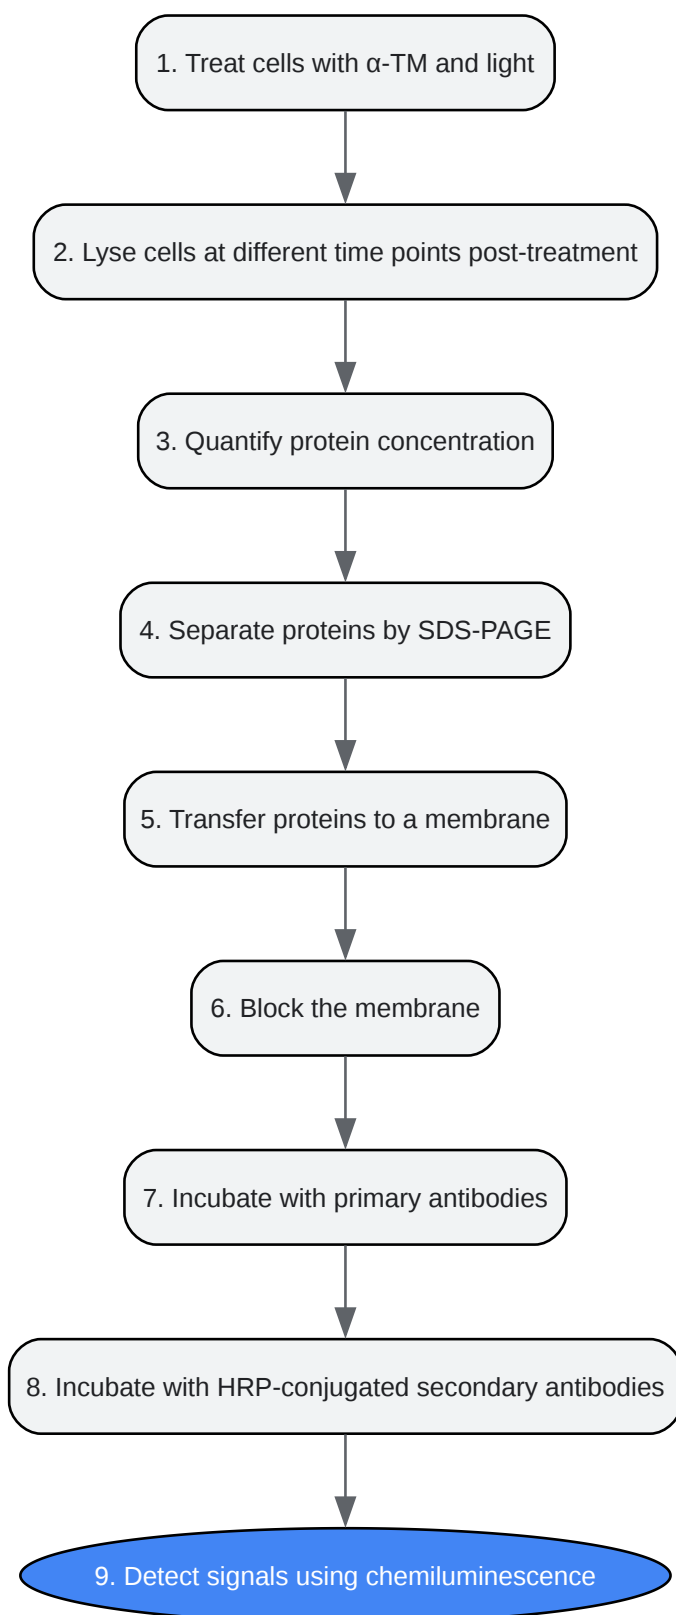 1. Treat cells with α-TM and light
2. Lyse cells at different time points post-treatment
3. Quantify protein concentration
4. Separate proteins by SDS-PAGE
5. Transfer proteins to a membrane
6. Block the membrane
7. Incubate with primary antibodies
8. Incubate with HRP-conjugated secondary antibodies
9. Detect signals using chemiluminescence